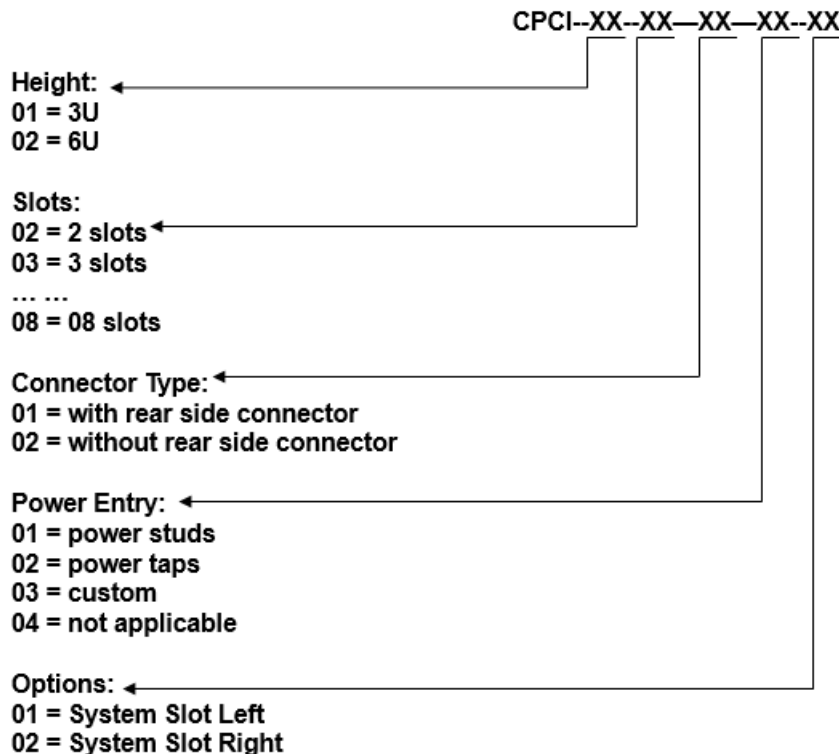 CPCI--XX--XX—XX—XX--XX
Height:
01 = 3U
02 = 6U
Slots:
02 = 2 slots
03 = 3 slots
... ...
08 = 08 slots
Connector Type:
01 = with rear side connector
02 = without rear side connector
Power Entry:
01 = power studs
02 = power taps
03 = custom
04 = not applicable
Options:
01 = System Slot Left
02 = System Slot Right